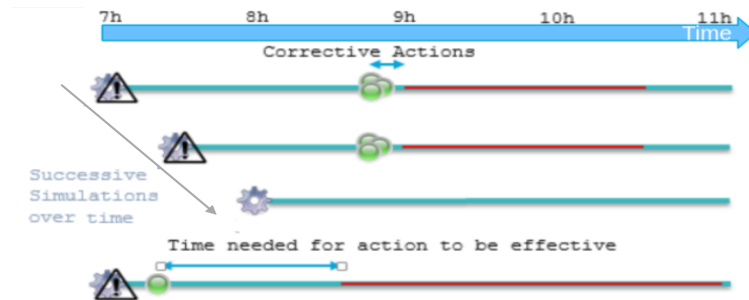 7h 8h 9h 10h 11h
Time
Corrective Actions
Successive
Simulations
over time
Time needed for action to be effective